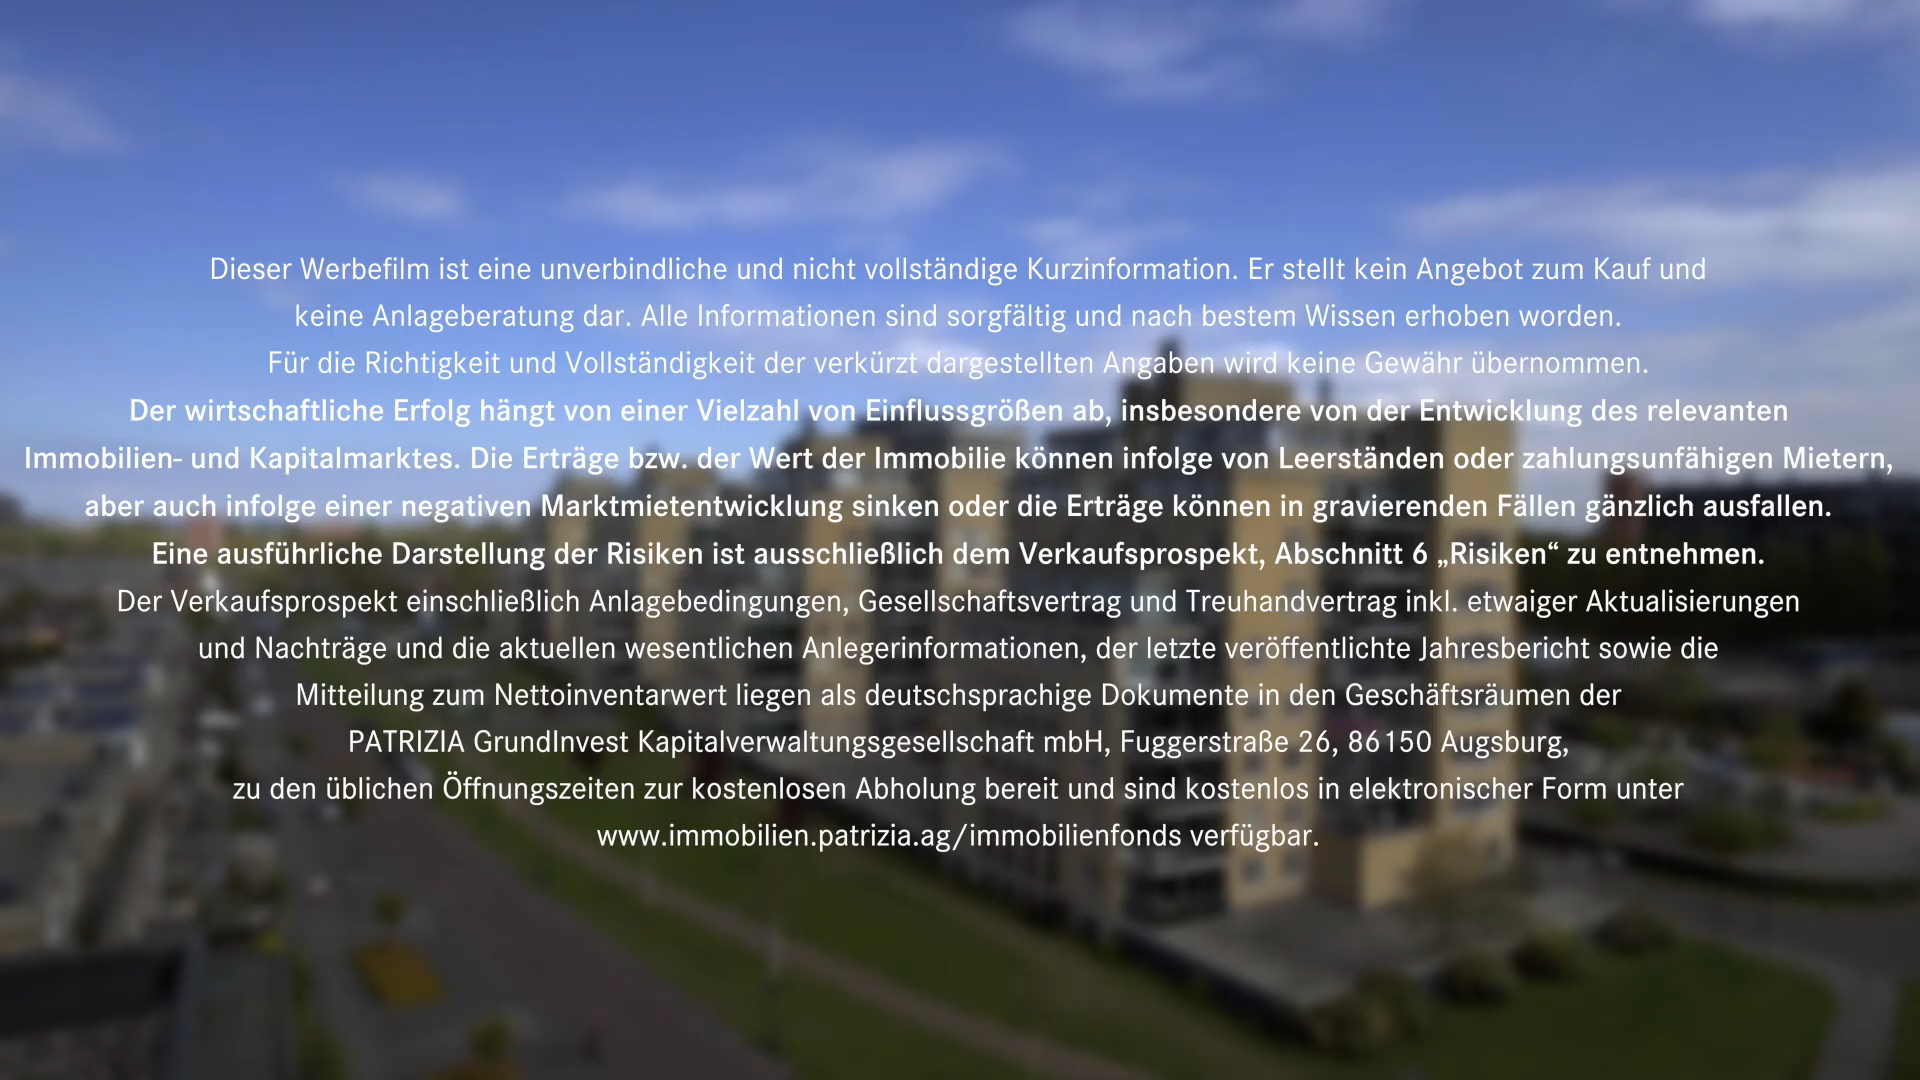 Dieser Werbefilm ist eine unverbindliche und nicht vollständige Kurzinformation. Er stellt kein Angebot zum Kauf und
keine Anlageberatung dar. Alle Informationen sind sorgfältig und nach bestem Wissen erhoben worden.
Für die Richtigkeit und Vollständigkeit der verkürzt dargestellten Angaben wird keine Gewähr übernommen.
Der wirtschaftliche Erfolg hängt von einer Vielzahl von Einflussgrößen ab, insbesondere von der Entwicklung des relevanten
Immobilien- und Kapitalmarktes. Die Erträge bzw. der Wert der Immobilie können infolge von Leerständen oder zahlungsunfähigen Mietern,
aber auch infolge einer negativen Marktmietentwicklung sinken oder die Erträge können in gravierenden Fällen gänzlich ausfallen.
Eine ausführliche Darstellung der Risiken ist ausschließlich dem Verkaufsprospekt, Abschnitt 6 „Risiken“ zu entnehmen.
Der Verkaufsprospekt einschließlich Anlagebedingungen, Gesellschaftsvertrag und Treuhandvertrag inkl. etwaiger Aktualisierungen
und Nachträge und die aktuellen wesentlichen Anlegerinformationen, der letzte veröffentlichte Jahresbericht sowie die
Mitteilung zum Nettoinventarwert liegen als deutschsprachige Dokumente in den Geschäftsräumen der
PATRIZIA GrundInvest Kapitalverwaltungsgesellschaft mbH, Fuggerstraße 26, 86150 Augsburg,
zu den üblichen Öffnungszeiten zur kostenlosen Abholung bereit und sind kostenlos in elektronischer Form unter
www.immobilien.patrizia.ag/immobilienfonds verfügbar.